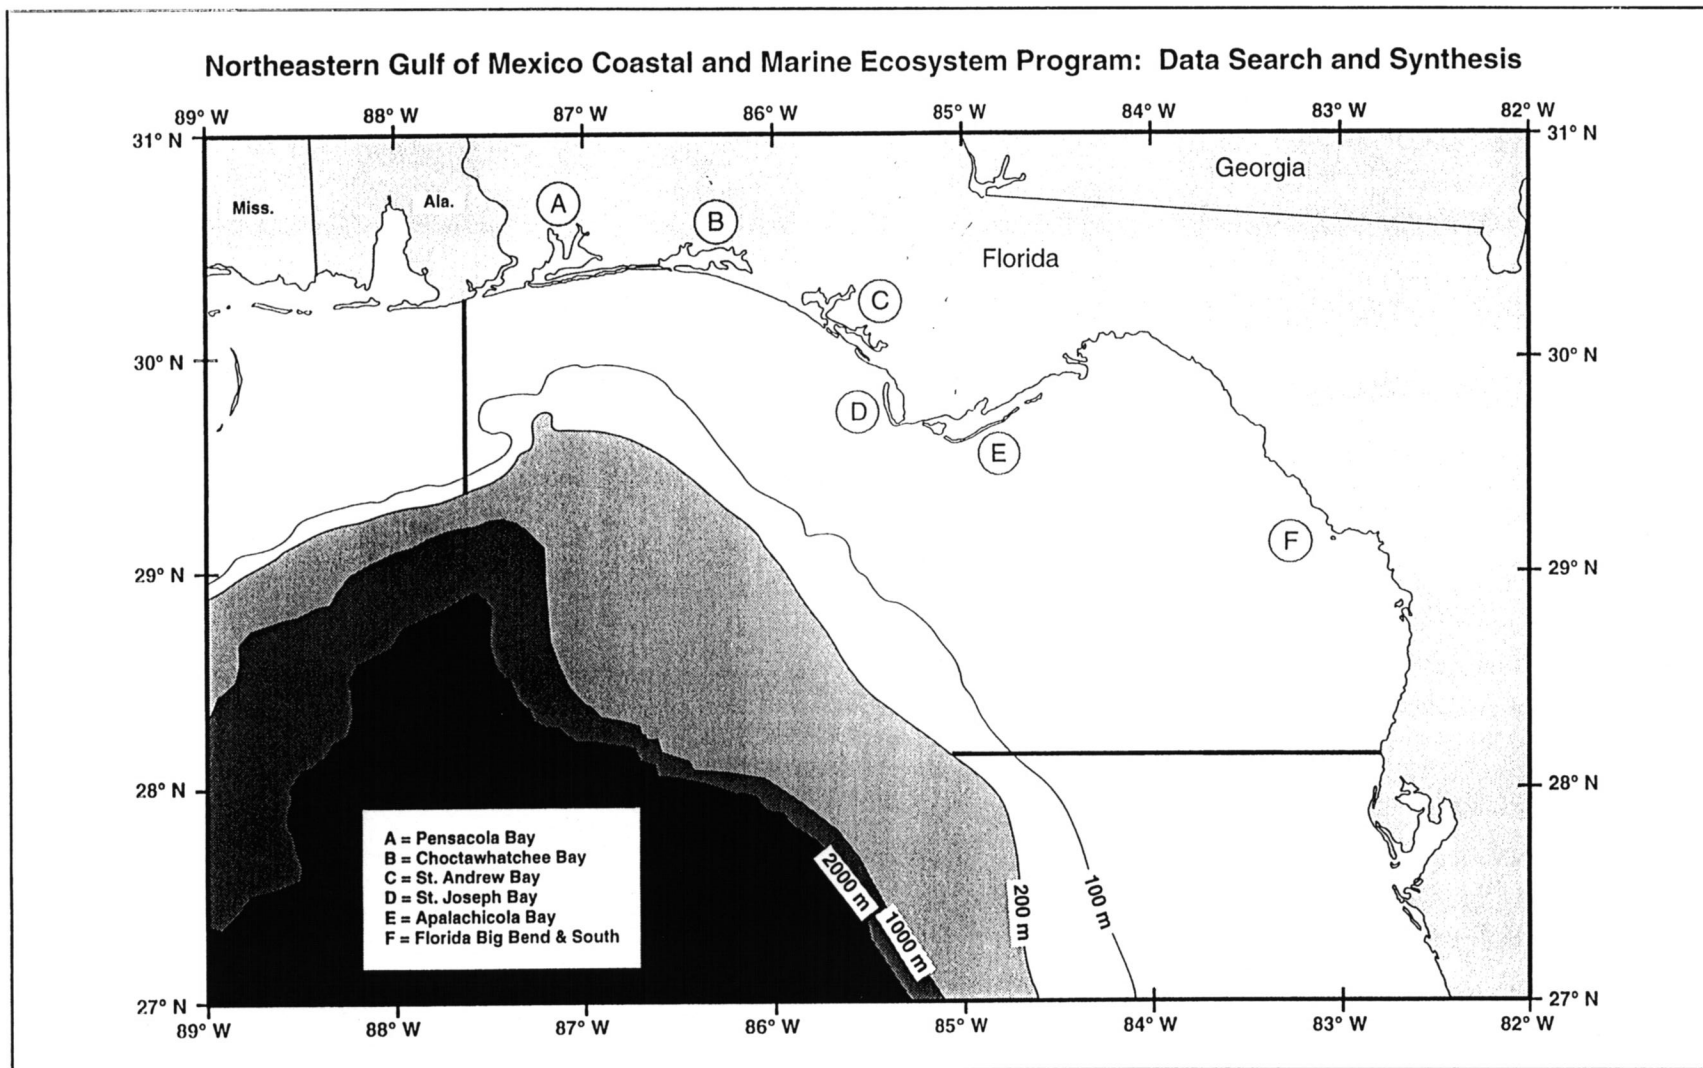 Northeastern Gulf of Mexico Coastal and Marine Ecosystem Program: Data Search and Synthesis
89° W 88° W 87° W 86° W 85° W 84° W 83° W 82° W
31° N 31° N
Georgia
Miss. Ala.
A
B
Florida
C
30° N 30° N
D
E
F
29° N 29° N
28° N 28° N
A = Pensacola Bay
B = Choctawhatchee Bay
C = St. Andrew Bay
D = St. Joseph Bay
E = Apalachicola Bay
F = Florida Big Bend & South
2000 m
1000 m
200 m
100 m
27° N 27° N
89° W 88° W 87° W 86° W 85° W 84° W 83° W 82° W